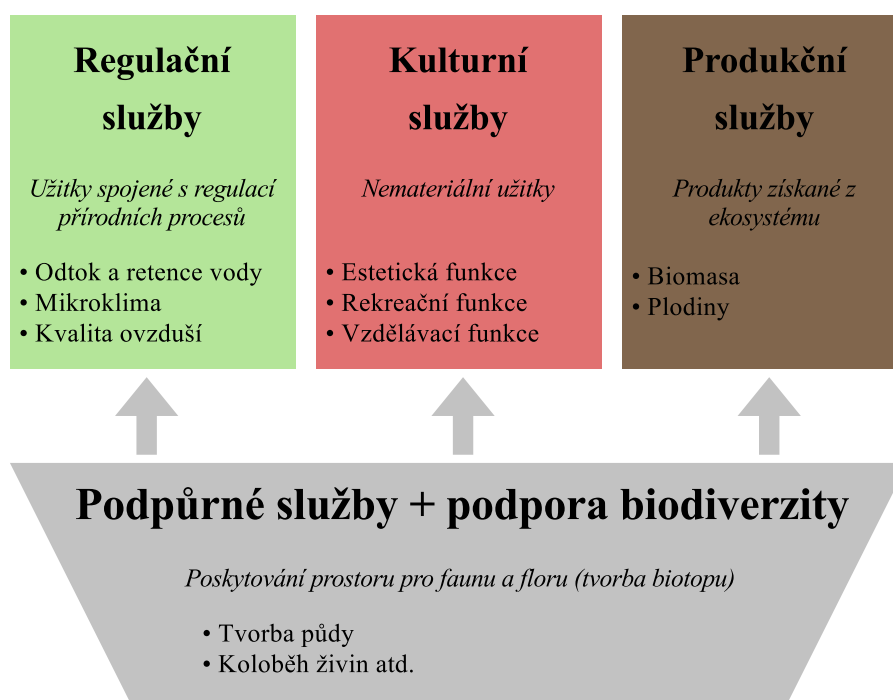 Regulační
služby
Užitky spojené s regulací
přírodních procesů
• Odtok a retence vody
• Mikroklima
• Kvalita ovzduší
Kulturní
služby
Nemateriální užitky
• Estetická funkce
• Rekreační funkce
• Vzdělávací funkce
Produkční
služby
Produkty získané z
ekosystému
• Biomasa
• Plodiny
Podpůrné služby + podpora biodiverzity
Poskytování prostoru pro faunu a floru (tvorba biotopu)
• Tvorba půdy
• Koloběh živin atd.